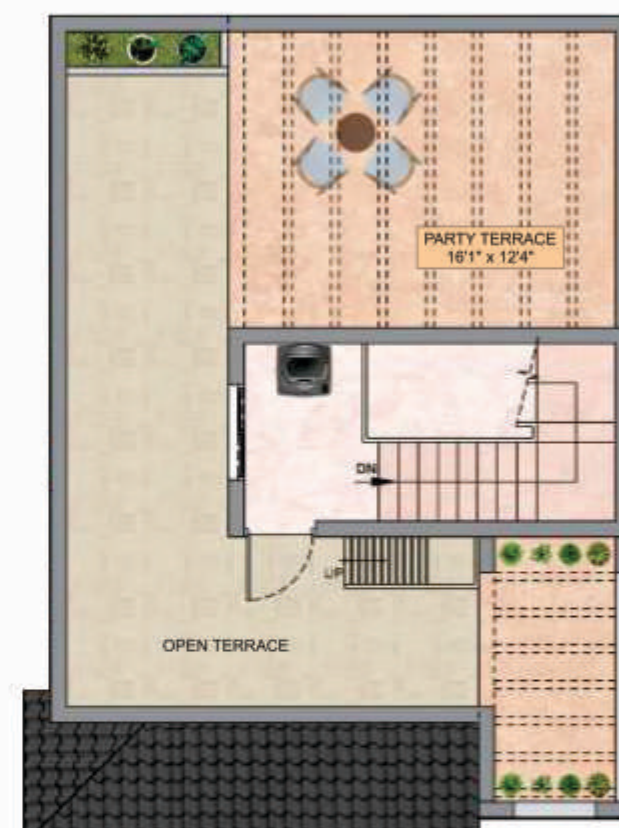 PARTY TERRACE
16'1" x 12'4"
DN
UP
OPEN TERRACE